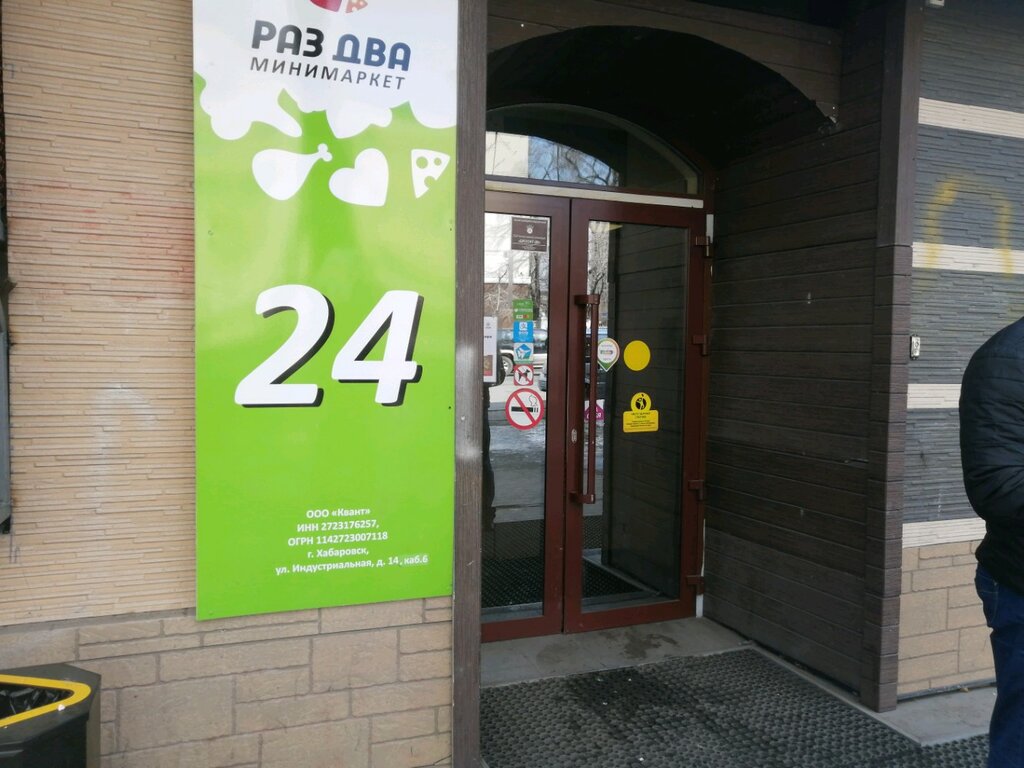 РАЗ ДВА
МИНИМАРКЕТ
24
ООО «Квант»
ИНН 2723176257,
ОГРН 1142723007118
г. Хабаровск,
ул. Индустриальная, д. 14, каб.6